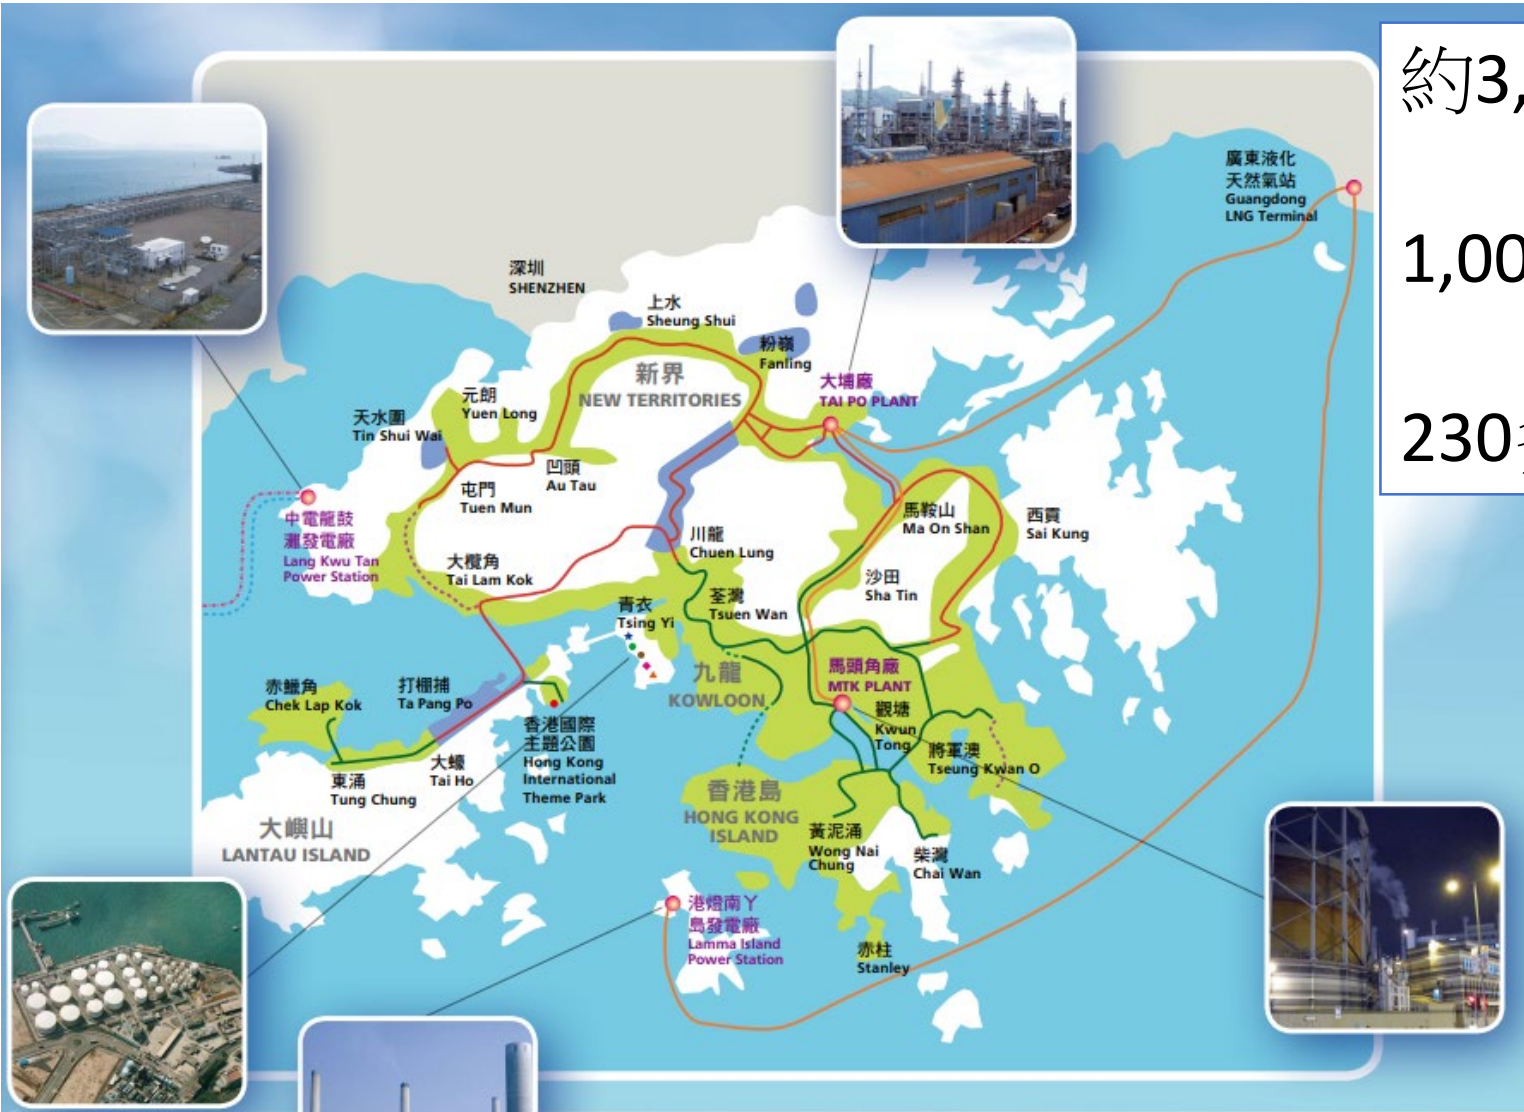 約3,
1,00
230
廣東液化
天然氣站
Guangdong
LNG Terminal
深圳
SHENZHEN
上水
Sheung Shui
粉嶺
Fanling
新界
NEW TERRITORIES
大埔廠
TAI PO PLANT
元朗
Yuen Long
天水圍
Tin Shui Wai
凹頭
Au Tau
屯門
Tuen Mun
中電龍鼓
灘發電廠
Lang Kwu Tan
Power Station
馬鞍山
Ma On Shan
西貢
Sai Kung
川龍
Chuen Lung
大欖角
Tai Lam Kok
沙田
Sha Tin
荃灣
Tsuen Wan
青衣
Tsing Yi
九龍
KOWLOON
馬頭角廠
MTK PLANT
赤鱲角
Chek Lap Kok
打棚捕
Ta Pang Po
觀塘
Kwun
Tong
香港國際
主題公園
Hong Kong
International
Theme Park
將軍澳
Tseung Kwan O
大蠔
Tai Ho
東涌
Tung Chung
香港島
HONG KONG
ISLAND
大嶼山
LANTAU ISLAND
黃泥涌
Wong Nai
Chung
柴灣
Chai Wan
港燈南丫
島發電廠
Lamma Island
Power Station
赤柱
Stanley